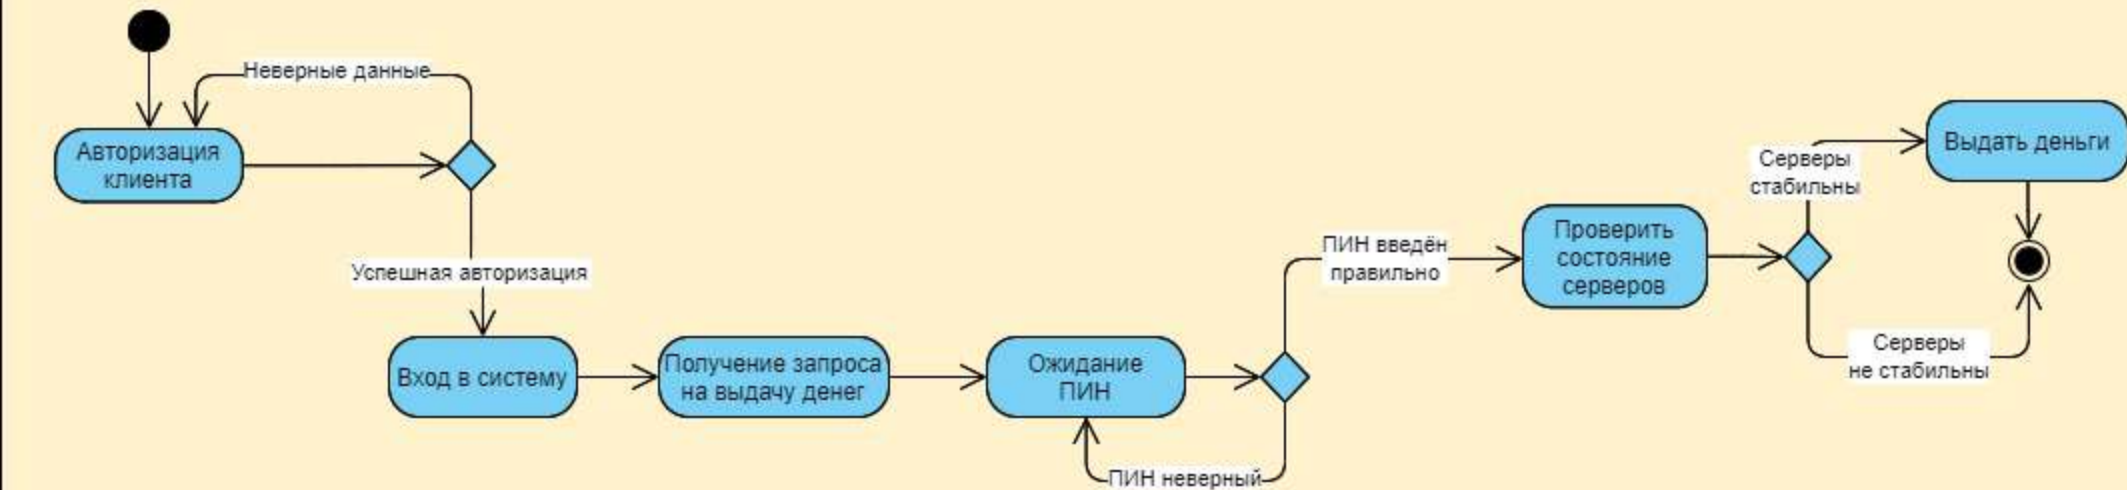 Неверные данные
Авторизация
клиента
Успешная авторизация
Вход в систему
Получение запроса
на выдачу денег
Ожидание
ПИН
ПИН неверный
ПИН введён
правильно
Проверить
состояние
серверов
Серверы
стабильны
Выдать деньги
Серверы
не стабильны